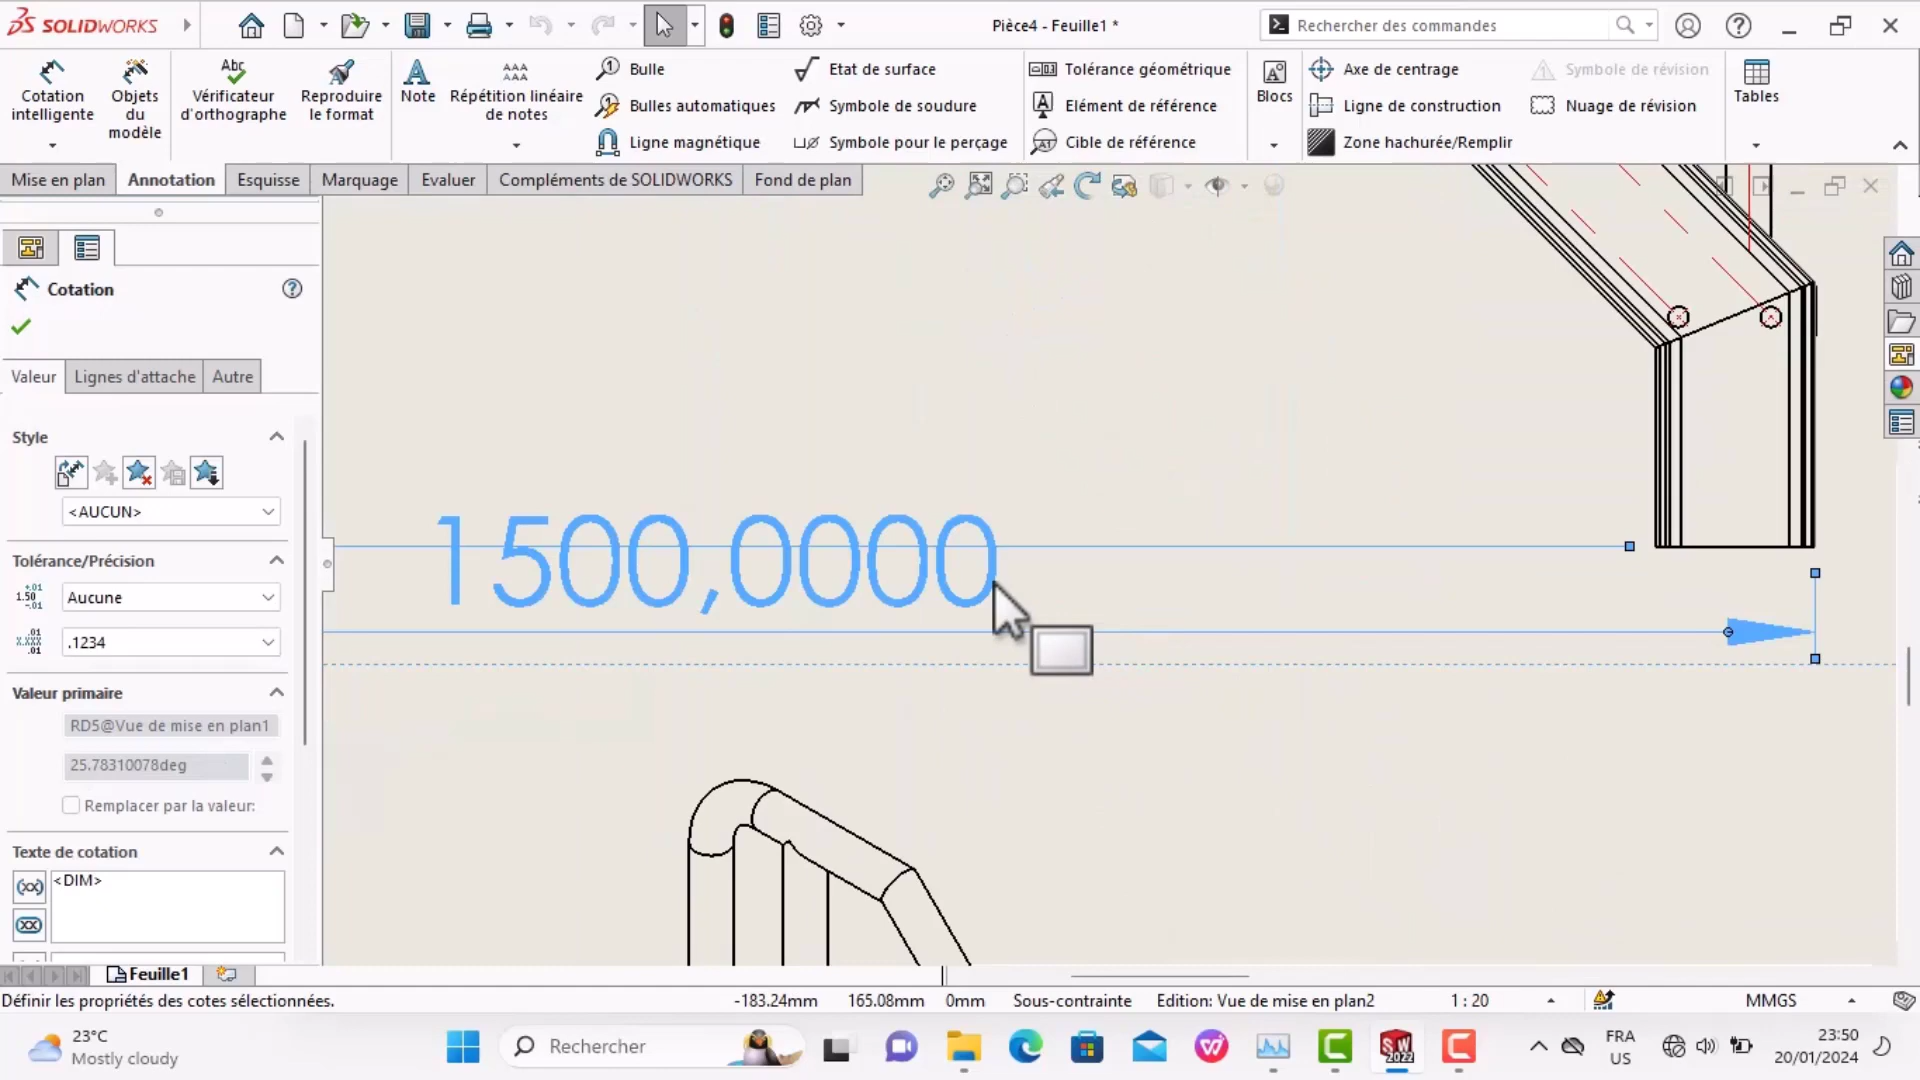 SOLIDWORKS
Pièce4 - Feuille1 *
Rechercher des commandes
Cotation intelligente
Objets du modèle
Abc
Vérificateur d'orthographe
Reproduire le format
Note
Répétition linéaire de notes
Bulle
Bulles automatiques
Ligne magnétique
Etat de surface
Symbole de soudure
Symbole pour le perçage
Tolérance géométrique
Elément de référence
Cible de référence
Blocs
Axe de centrage
Ligne de construction
Zone hachurée/Remplir
Symbole de révision
Nuage de révision
Tables
Mise en plan
Annotation
Esquisse
Marquage
Evaluer
Compléments de SOLIDWORKS
Fond de plan
Cotation
Valeur
Lignes d'attache
Autre
Style
<AUCUN>
Tolérance/Précision
Aucune
.1234
Valeur primaire
RD5@Vue de mise en plan1
25.78310078deg
Remplacer par la valeur:
Texte de cotation
<DIM>
(xx)
1500,0000
Feuille1
Définir les propriétés des cotes sélectionnées.
-183.24mm
165.08mm
0mm
Sous-contrainte
Edition: Vue de mise en plan2
1 : 20
MMGS
23°C
Mostly cloudy
Rechercher
FRA
US
23:50
20/01/2024